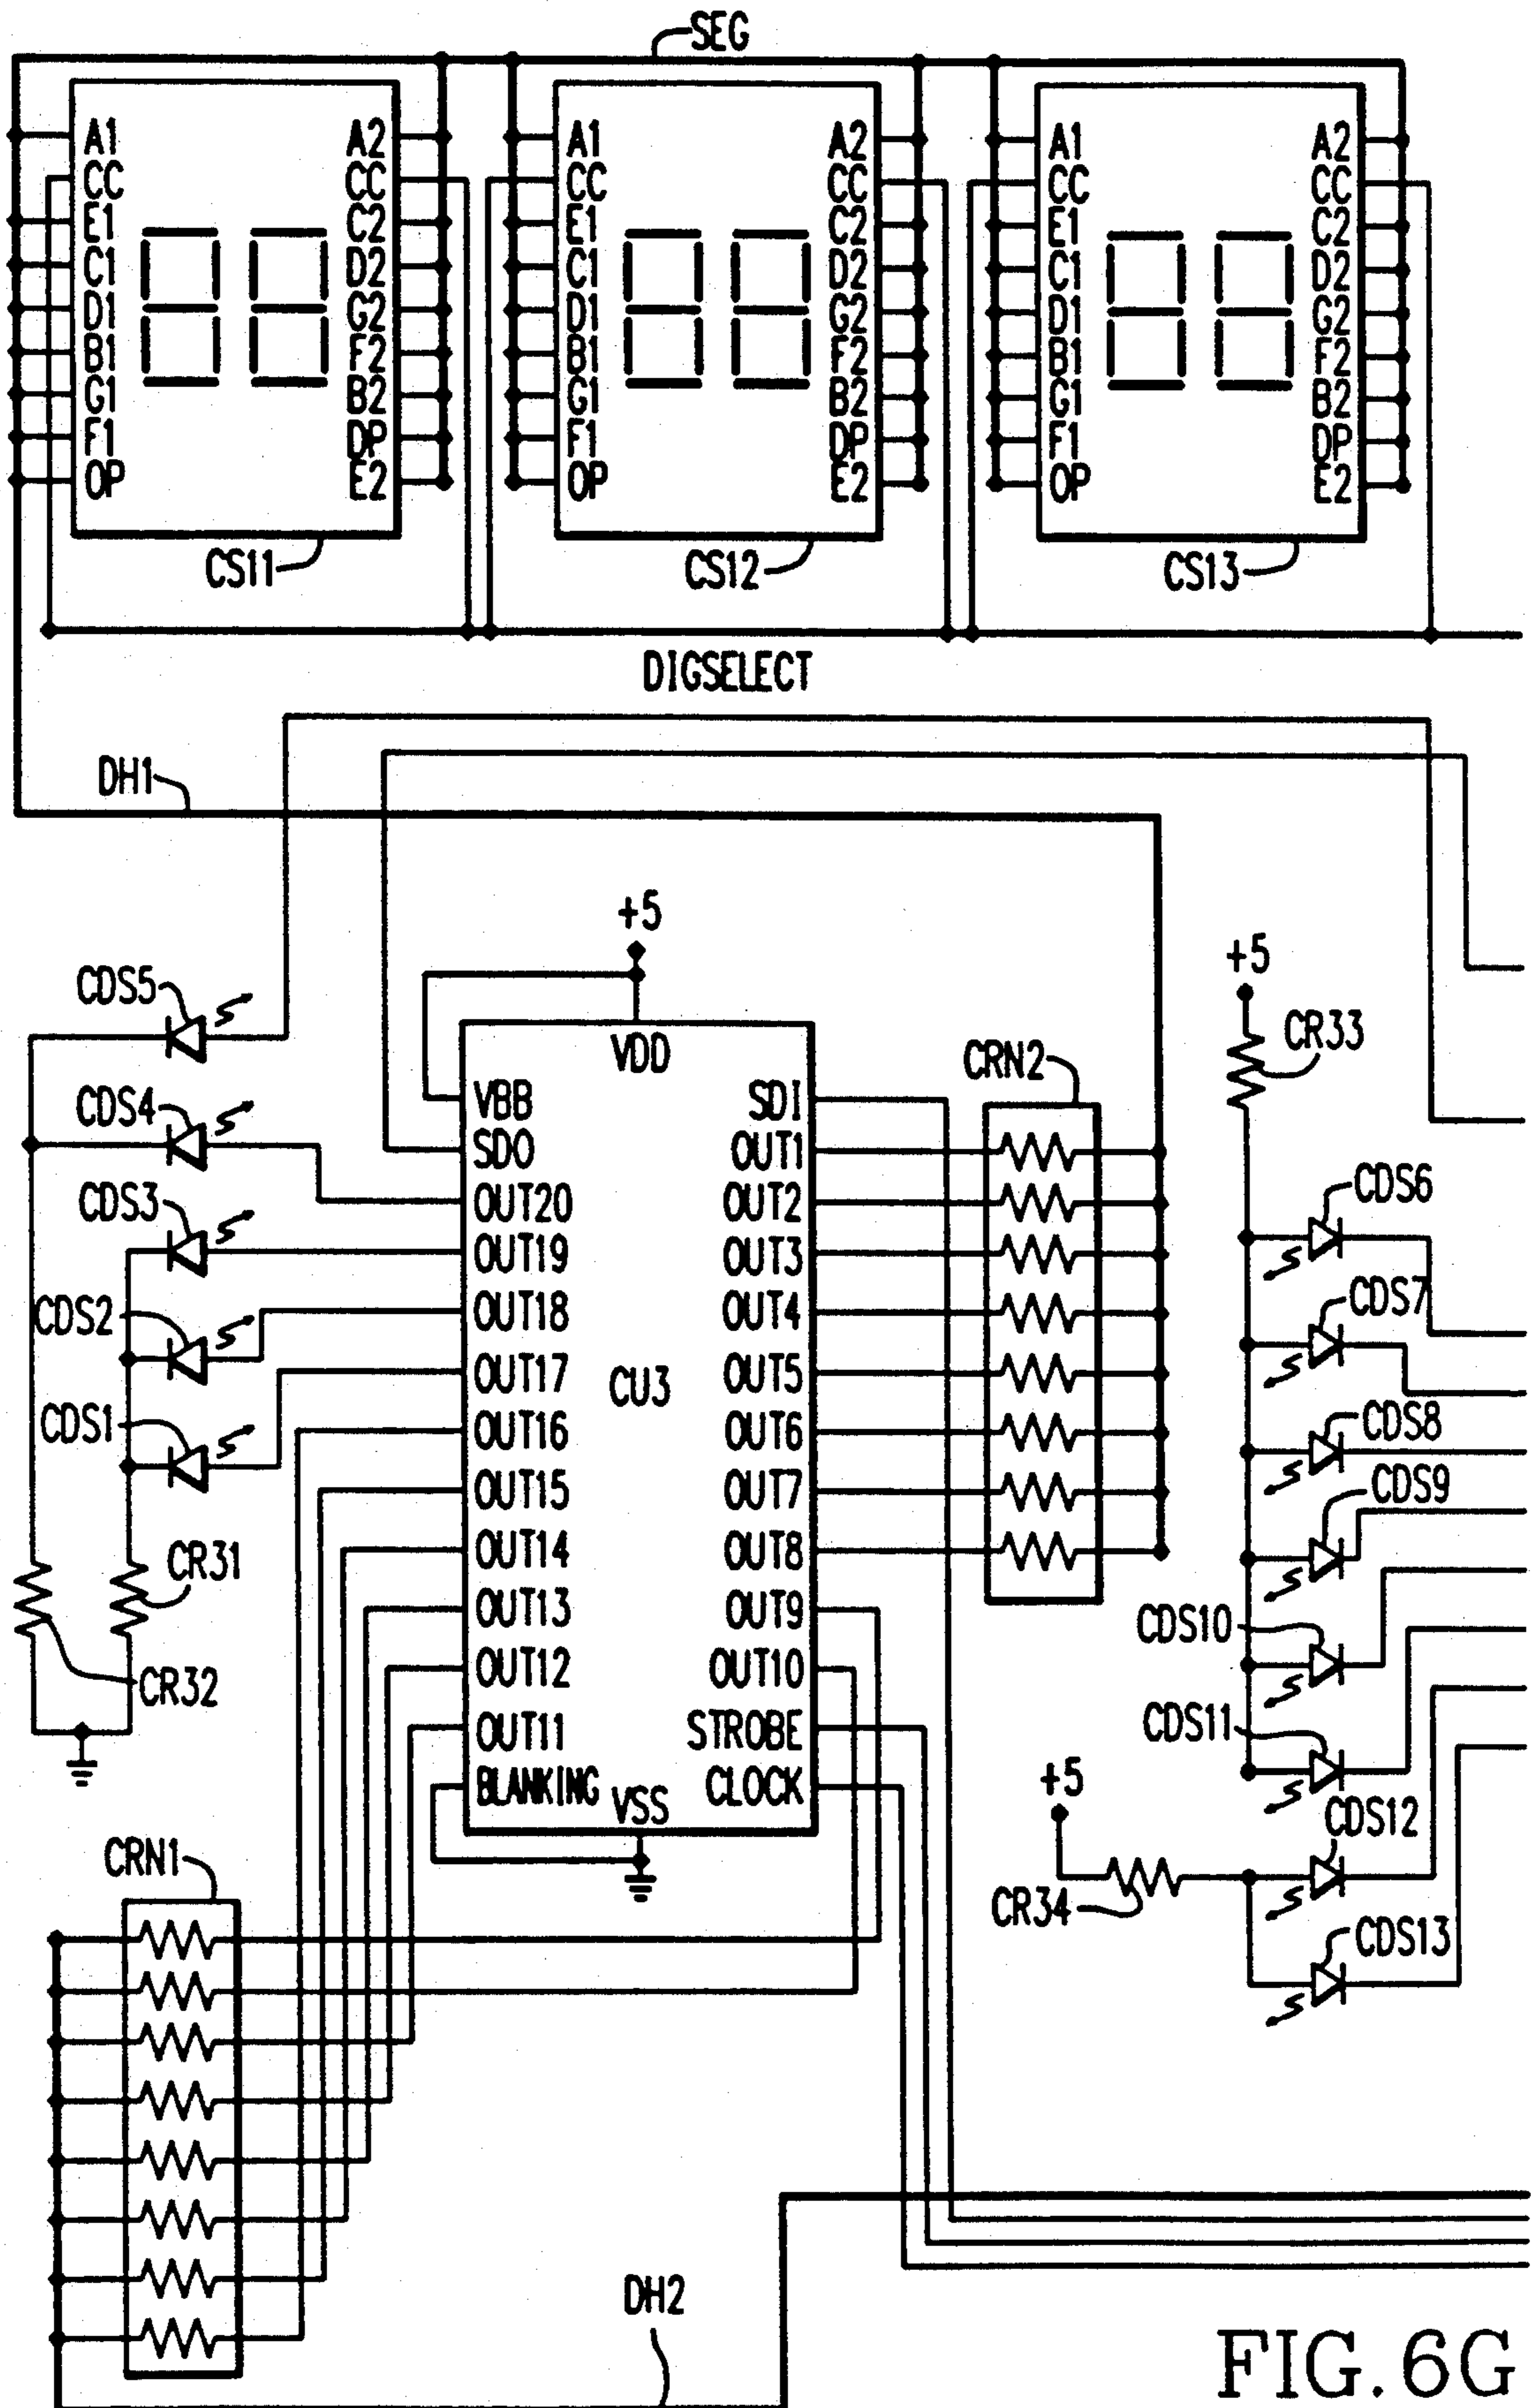 SEG
A1 A2 A1 A2 A1 A2
CC CC CC CC CC CC
E1 C2 E1 C2 E1 C2
C1 D2 C1 D2 C1 D2
D1 G2 D1 G2 D1 G2
B1 F2 B1 F2 B1 F2
G1 B2 G1 B2 G1 B2
F1 DP F1 DP F1 DP
OP E2 OP E2 OP E2
CS11 CS12 CS13
DIGSELECT
DH1
+5
+5
CDS5
CR33
VDD
CRN2
CDS4
VBB SDI
SDO OUT1
CDS3
CDS6
OUT20 OUT2
OUT19 OUT3
CDS2
CDS7
OUT18 OUT4
OUT17 CU3 OUT5
CDS1
CDS8
OUT16 OUT6
CDS9
OUT15 OUT7
CR31
OUT14 OUT8
OUT13 OUT9
CDS10
CR32
OUT12 OUT10
CDS11
OUT11 STROBE
BLANKING VSS CLOCK
+5
CDS12
CRN1
CR34
CDS13
DH2
FIG. 6G